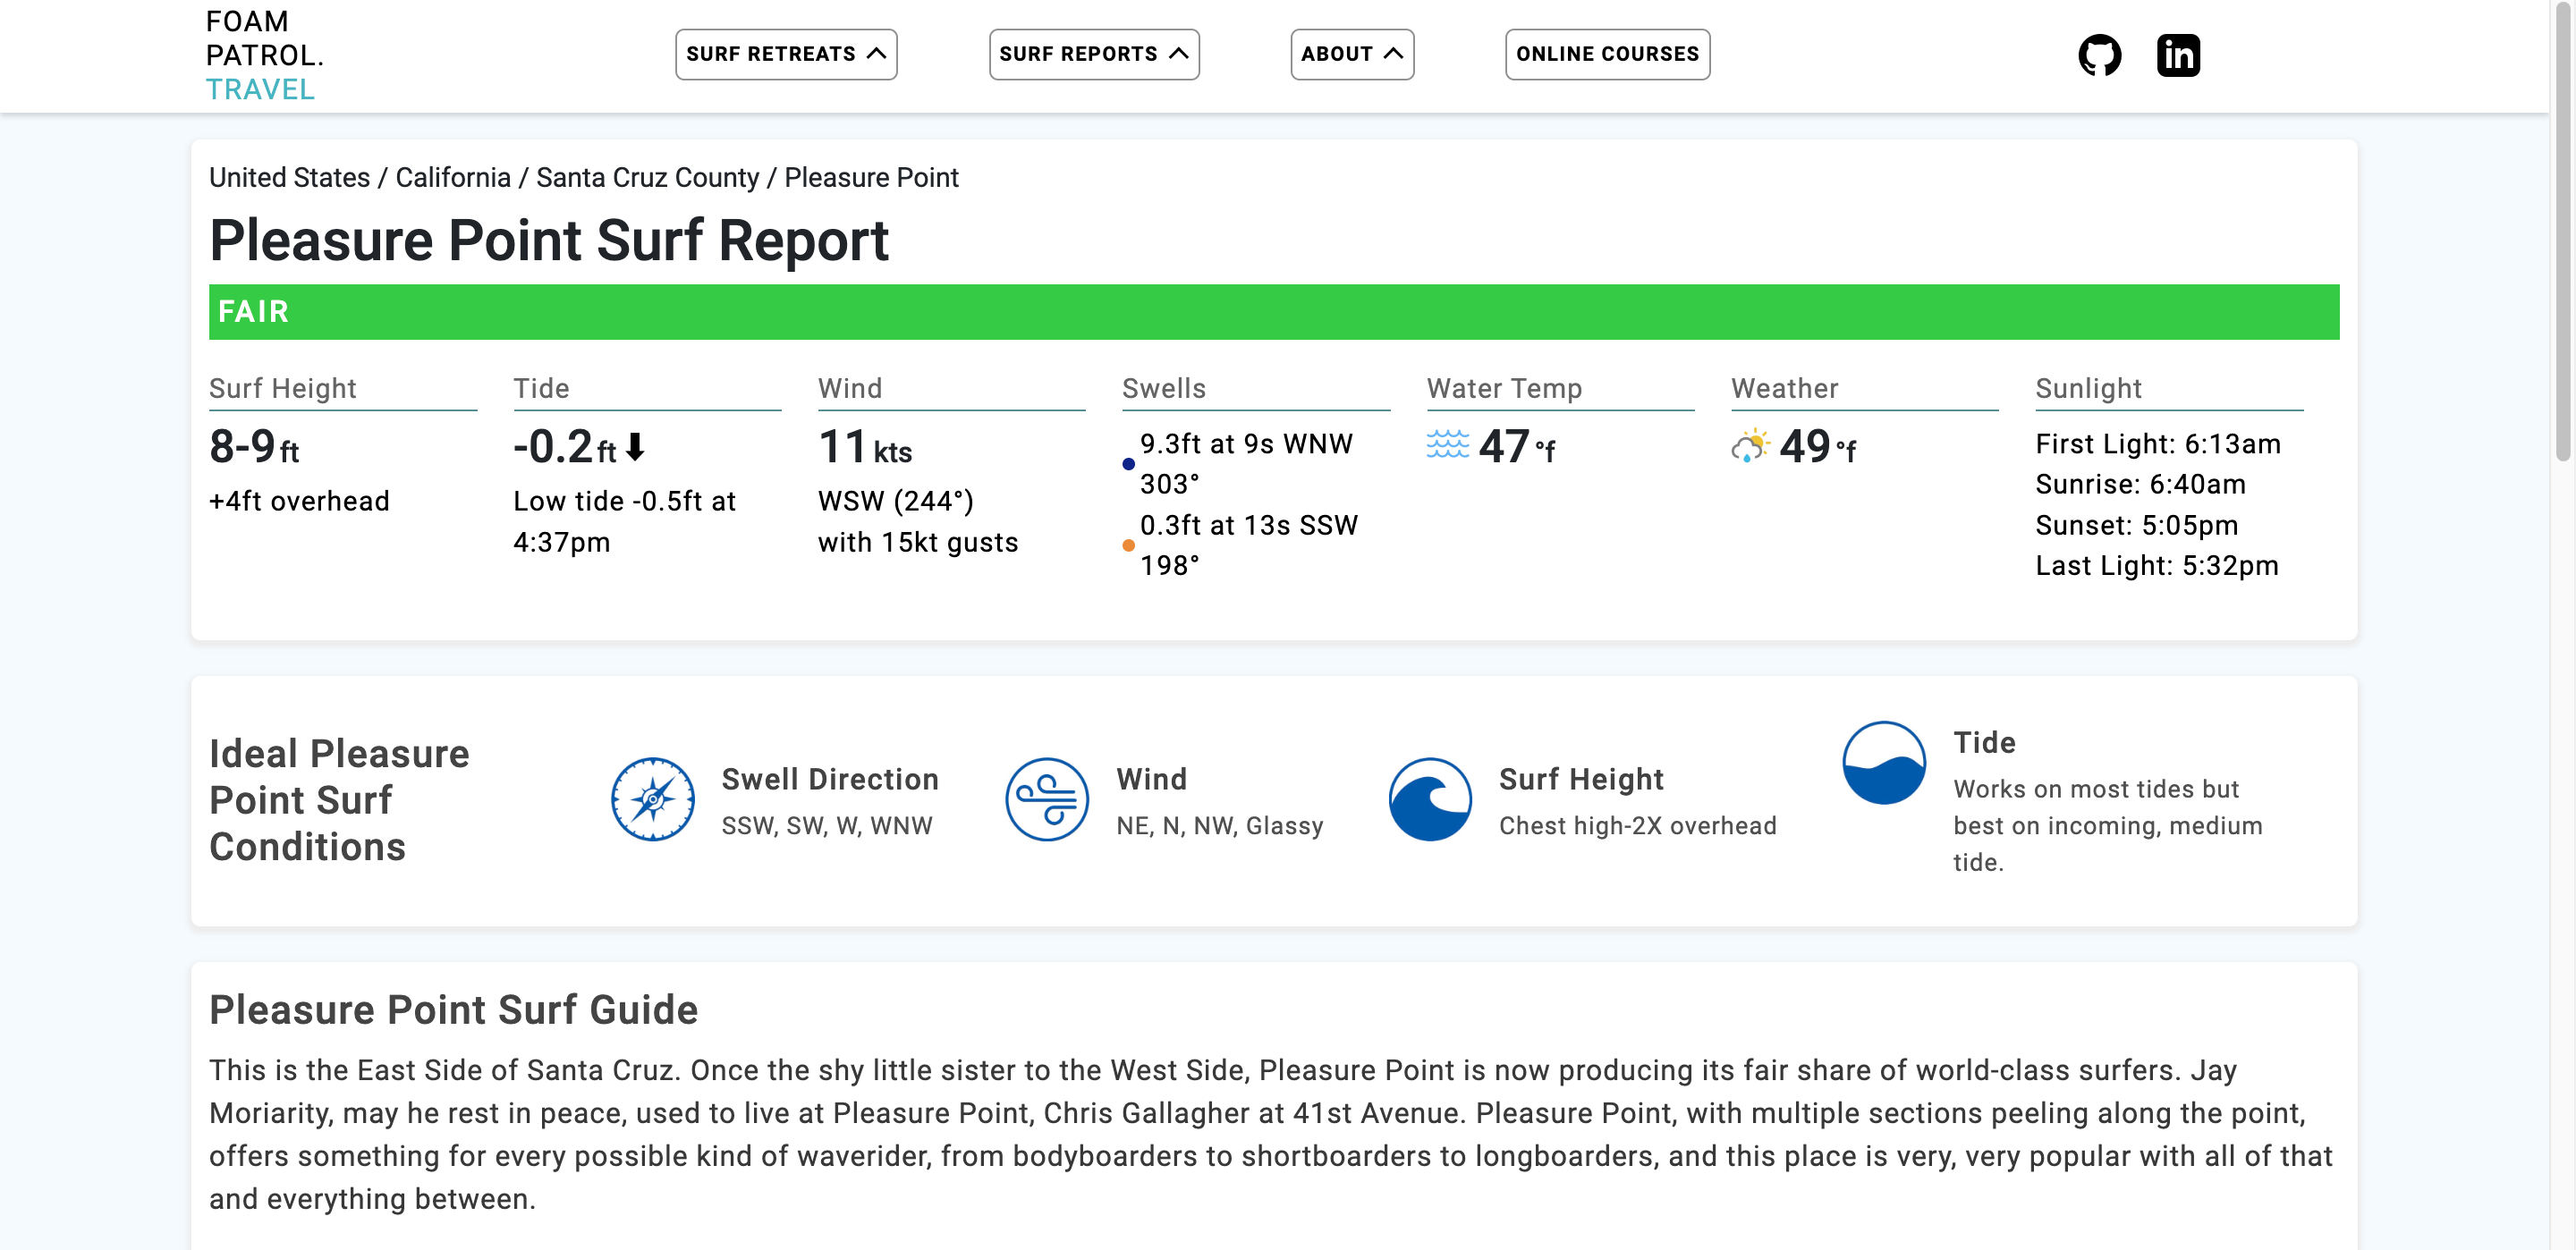 FOAM
PATROL.
TRAVEL
SURF RETREATS
SURF REPORTS
ABOUT
ONLINE COURSES
in
United States / California / Santa Cruz County / Pleasure Point
Pleasure Point Surf Report
FAIR
Surf Height
8-9 ft
+4ft overhead
Tide
-0.2 ft
Low tide -0.5ft at
4:37pm
Wind
11 kts
WSW (244°)
with 15kt gusts
Swells
9.3ft at 9s WNW
303°
0.3ft at 13s SSW
198°
Water Temp
47 °f
Weather
49 °f
Sunlight
First Light: 6:13am
Sunrise: 6:40am
Sunset: 5:05pm
Last Light: 5:32pm
Ideal Pleasure
Point Surf
Conditions
Swell Direction
SSW, SW, W, WNW
Wind
NE, N, NW, Glassy
Surf Height
Chest high-2X overhead
Tide
Works on most tides but
best on incoming, medium
tide.
Pleasure Point Surf Guide
This is the East Side of Santa Cruz. Once the shy little sister to the West Side, Pleasure Point is now producing its fair share of world-class surfers. Jay
Moriarity, may he rest in peace, used to live at Pleasure Point, Chris Gallagher at 41st Avenue. Pleasure Point, with multiple sections peeling along the point,
offers something for every possible kind of waverider, from bodyboarders to shortboarders to longboarders, and this place is very, very popular with all of that
and everything between.